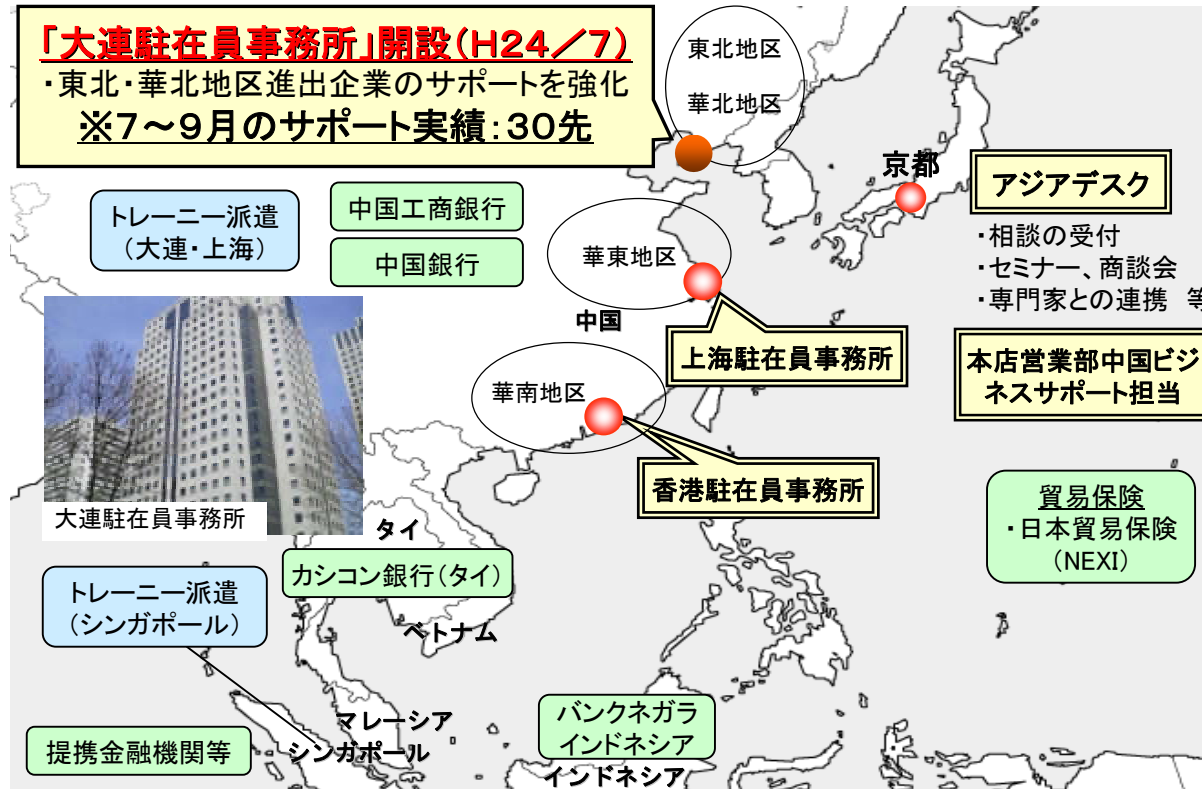 「大連駐在員事務所」開設(H24／7)
・東北・華北地区進出企業のサポートを強化
※7～9月のサポート実績：30先
東北地区
華北地区
京都
アジアデスク
・相談の受付
・セミナー、商談会
・専門家との連携 等
本店営業部中国ビジ
ネスサポート担当
トレーニー派遣
(大連・上海)
中国工商銀行
中国銀行
華東地区
中国
上海駐在員事務所
華南地区
香港駐在員事務所
大連駐在員事務所
貿易保険
・日本貿易保険
(NEXI)
タイ
カシコン銀行(タイ)
ベトナム
トレーニー派遣
(シンガポール)
マレーシア
シンガポール
提携金融機関等
バンクネガラ
インドネシア
インドネシア